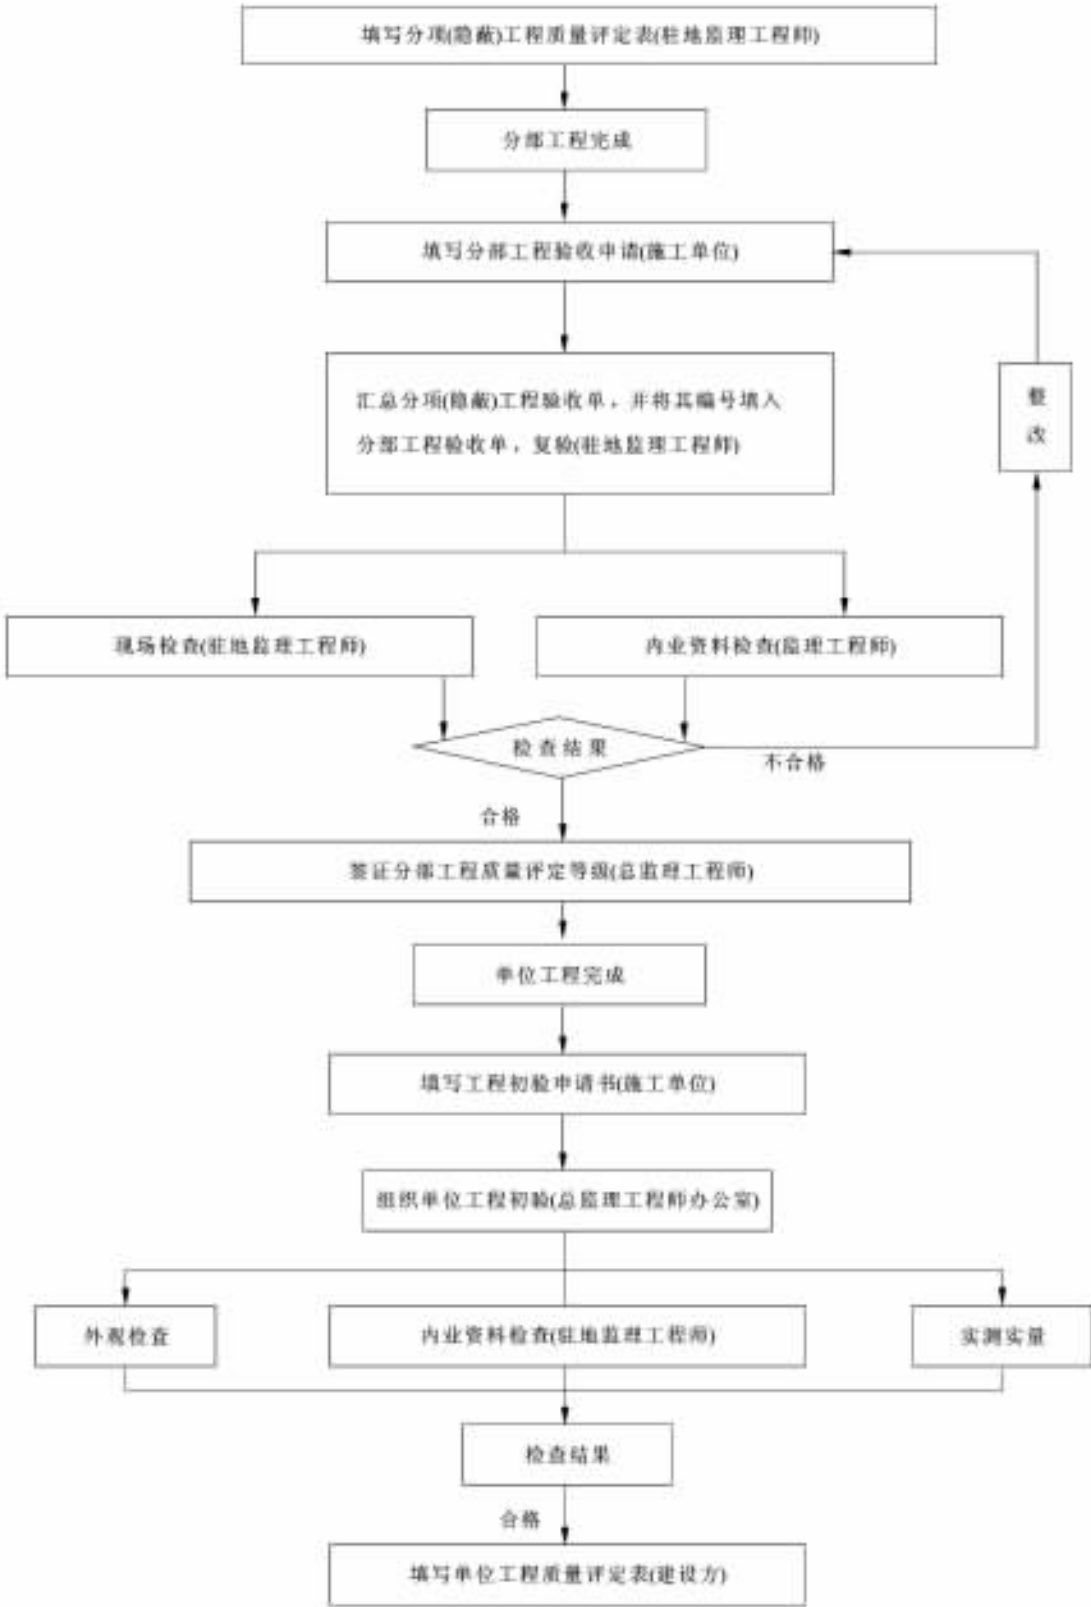 填写分项(隐蔽)工程质量评定表(驻地监理工程师)
分部工程完成
填写分部工程验收申请(施工单位)
汇总分项(隐蔽)工程验收单，并将其编号填入
分部工程验收单，复验(驻地监理工程师)
整
改
现场检查(驻地监理工程师)
内业资料检查(监理工程师)
检查结果
不合格
合格
签证分部工程质量评定等级(总监理工程师)
单位工程完成
填写工程初验申请书(施工单位)
组织单位工程初验(总监理工程师办公室)
外观检查
内业资料检查(驻地监理工程师)
实测实量
检查结果
合格
填写单位工程质量评定表(建设方)